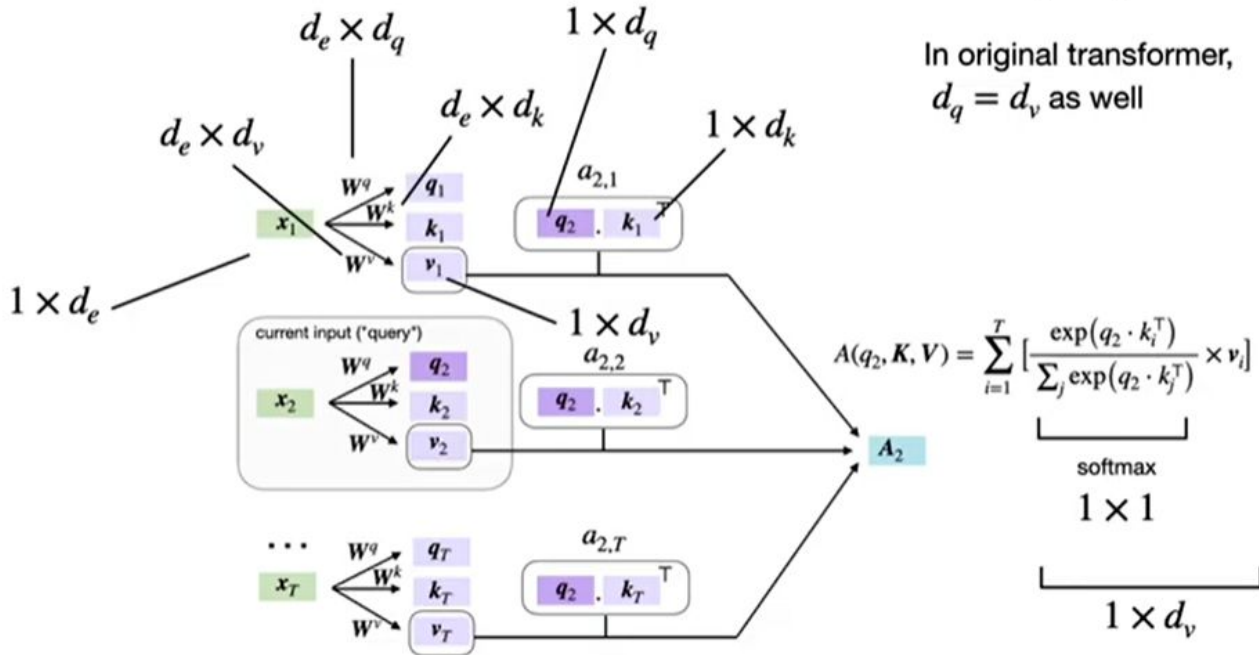 d_e × d_q
1 × d_q
In original transformer,
d_q = d_v as well
d_e × d_v
d_e × d_k
1 × d_k
a_{2,1}
x_1
W^q
q_1
W^k
k_1
W^v
v_1
q_2 . k_1^⊤
1 × d_e
1 × d_v
current input ("query")
x_2
W^q
q_2
W^k
k_2
W^v
v_2
a_{2,2}
q_2 . k_2^⊤
A(q_2, K, V) = ∑_{i=1}^{T} [ exp(q_2 · k_i^⊤) / ∑_j exp(q_2 · k_j^⊤) × v_i ]
A_2
softmax
1 × 1
1 × d_v
...
x_T
W^q
q_T
W^k
k_T
W^v
v_T
a_{2,T}
q_2 . k_T^⊤